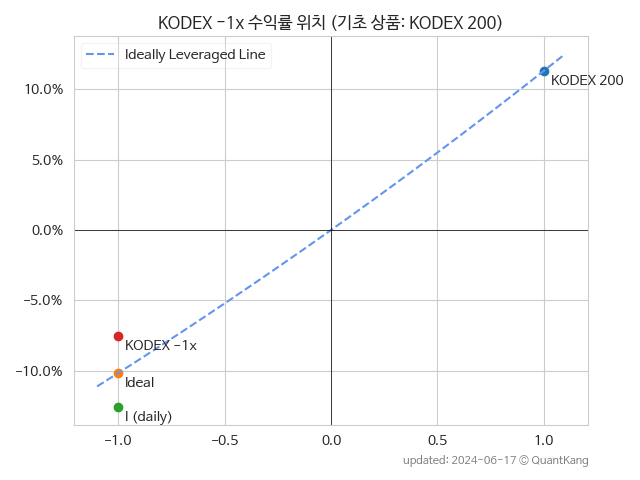 KODEX -1x 수익률 위치 (기초 상품: KODEX 200)
Ideally Leveraged Line
10.0%
5.0%
0.0%
-5.0%
-10.0%
KODEX 200
KODEX -1x
Ideal
I (daily)
-1.0 -0.5 0.0 0.5 1.0
updated: 2024-06-17 © QuantKang